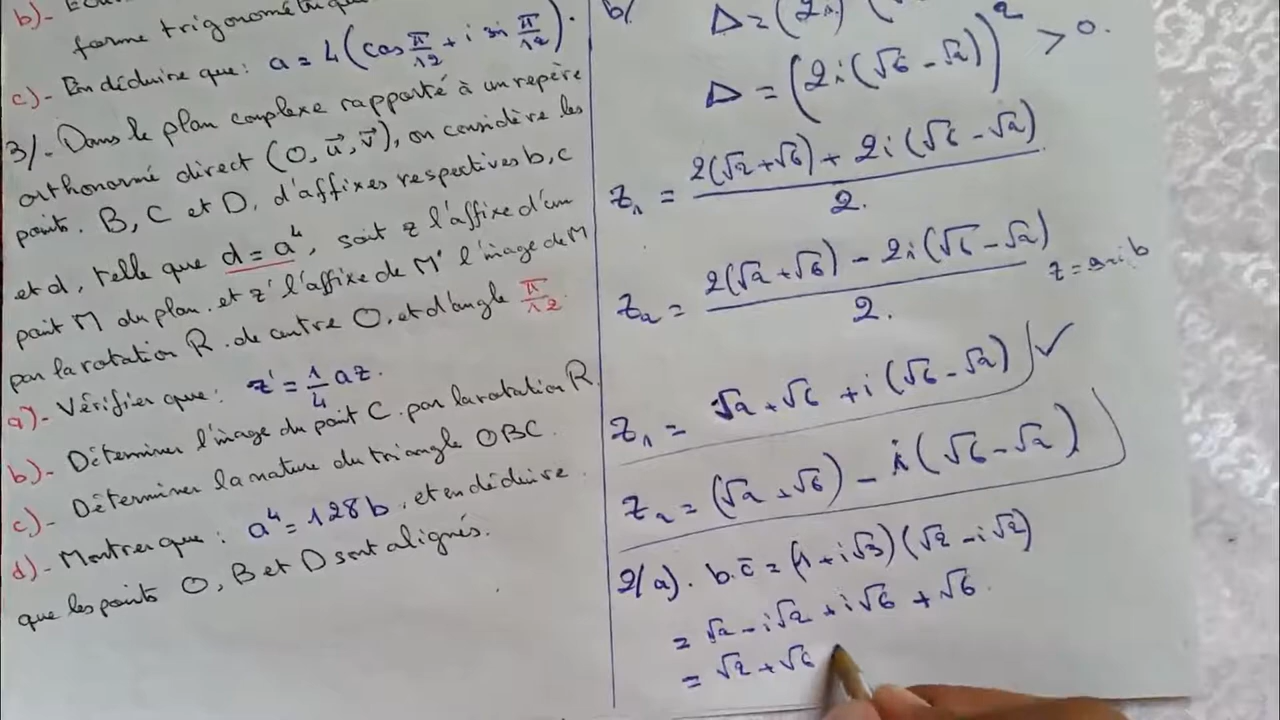 b)-
forme trigonométrique
c)- En déduire que: a = 4(cos π/12 + i sin π/12).
3/- Dans le plan complexe rapporté à un repère
orthonormé direct (O, u⃗, v⃗), on considère les
points. B, C et D, d'affixes respectives b, c
et d, telle que d = a⁴, soit z l'affixe d'un
point M du plan. et z' l'affixe de M' l'image de M
par la rotation R. de centre O, et d'angle π/12.
a)- Vérifier que: z' = 1/4 az.
b)- Déterminer l'image du point C. par la rotation R
c)- Déterminer la nature du triangle OBC.
d)- Montrer que: a⁴ = 128b, et en déduire
que les points O, B et D sont alignés.
b/
Δ = (2
Δ = (2i(√6 - √2))² > 0.
z₁ = (2(√2 + √6) + 2i(√6 - √2))/2.
z₂ = (2(√2 + √6) - 2i(√6 - √2))/2.
z₁ = √2 + √6 + i(√6 - √2) ✓
z₂ = (√2 + √6) - i(√6 - √2)
2/a). b.c̄ = (1 + i√3)(√2 - i√2)
= √2 - i√2 + i√6 + √6.
= √2 + √6